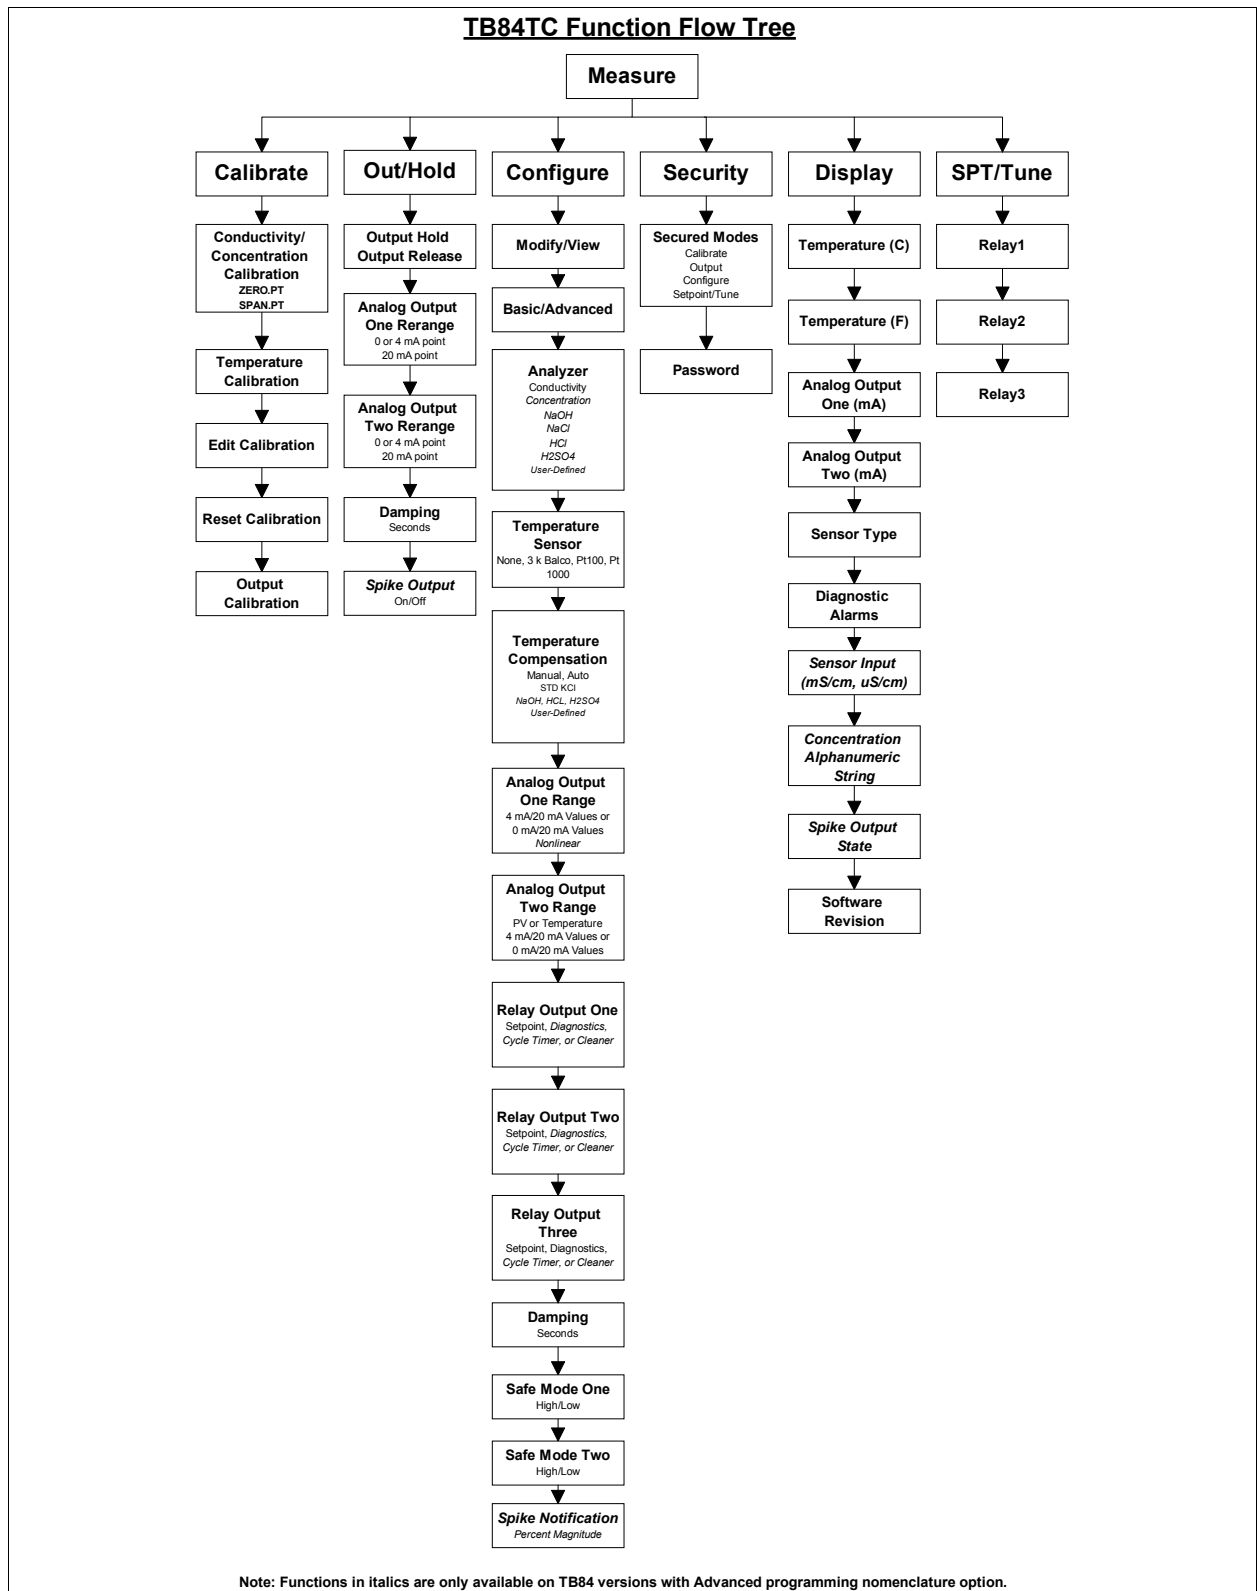 TB84TC Function Flow Tree
Measure
Calibrate
Out/Hold
Configure
Security
Display
SPT/Tune
Conductivity/
Concentration
Calibration
ZERO.PT
SPAN.PT
Temperature
Calibration
Edit Calibration
Reset Calibration
Output
Calibration
Output Hold
Output Release
Analog Output
One Rerange
0 or 4 mA point
20 mA point
Analog Output
Two Rerange
0 or 4 mA point
20 mA point
Damping
Seconds
Spike Output
On/Off
Modify/View
Basic/Advanced
Analyzer
Conductivity
Concentration
NaOH
NaCl
HCl
H2SO4
User-Defined
Temperature
Sensor
None, 3 k Balco, Pt100, Pt
1000
Temperature
Compensation
Manual, Auto
STD KCl
NaOH, HCL, H2SO4
User-Defined
Analog Output
One Range
4 mA/20 mA Values or
0 mA/20 mA Values
Nonlinear
Analog Output
Two Range
PV or Temperature
4 mA/20 mA Values or
0 mA/20 mA Values
Relay Output One
Setpoint, Diagnostics,
Cycle Timer, or Cleaner
Relay Output Two
Setpoint, Diagnostics,
Cycle Timer, or Cleaner
Relay Output
Three
Setpoint, Diagnostics,
Cycle Timer, or Cleaner
Damping
Seconds
Safe Mode One
High/Low
Safe Mode Two
High/Low
Spike Notification
Percent Magnitude
Secured Modes
Calibrate
Output
Configure
Setpoint/Tune
Password
Temperature (C)
Temperature (F)
Analog Output
One (mA)
Analog Output
Two (mA)
Sensor Type
Diagnostic
Alarms
Sensor Input
(mS/cm, uS/cm)
Concentration
Alphanumeric
String
Spike Output
State
Software
Revision
Relay1
Relay2
Relay3
Note: Functions in italics are only available on TB84 versions with Advanced programming nomenclature option.